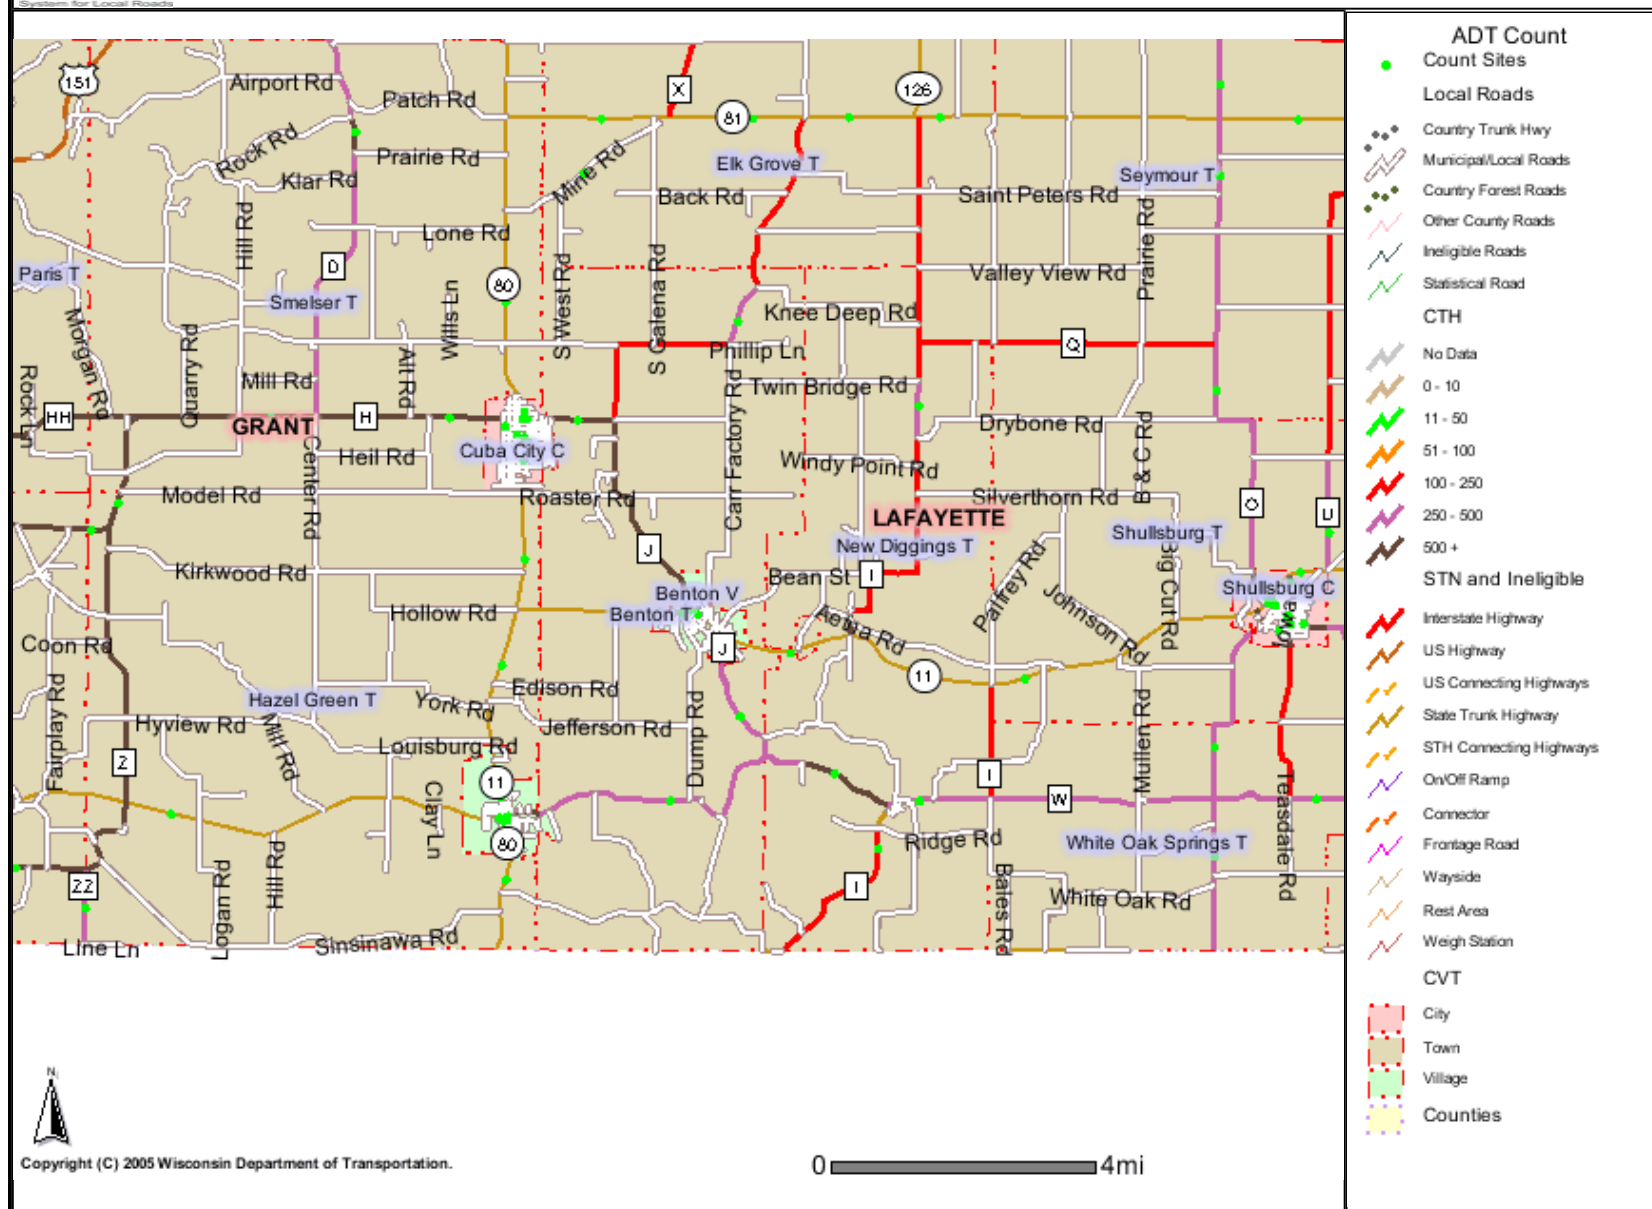 System for Local Roads
151
Airport Rd
Patch Rd
X
81
126
Rock Rd
Prairie Rd
Klar Rd
Mine Rd
Elk Grove T
Back Rd
Seymour T
Saint Peters Rd
Hill Rd
Lone Rd
Prairie Rd
Paris T
D
Smelser T
80
Valley View Rd
Knee Deep Rd
Morgan Rd
Quarry Rd
Wills Ln
S West Rd
S Galena Rd
Phillip Ln
Q
Rock Ln
Mill Rd
Alt Rd
Twin Bridge Rd
HH
GRANT
H
Carr Factory Rd
Drybone Rd
B & C Rd
Center Rd
Heil Rd
Cuba City C
Windy Point Rd
Model Rd
Roaster Rd
Silverthorn Rd
O
U
LAFAYETTE
J
New Diggings T
Shullsburg T
Kirkwood Rd
Bean St
I
Palfrey Rd
Big Cut Rd
Benton V
Shullsburg C
Hollow Rd
Benton T
Aetna Rd
Johnson Rd
Coon Rd
J
11
Fairplay Rd
Hazel Green T
York Rd
Edison Rd
Hyview Rd
Mill Rd
Jefferson Rd
Dump Rd
Mullen Rd
Louisburg Rd
Z
11
I
W
Teasdale Rd
Clay Ln
80
Ridge Rd
White Oak Springs T
ZZ
Logan Rd
Hill Rd
I
Bales Rd
White Oak Rd
Line Ln
Sinsinawa Rd
N
Copyright (C) 2005 Wisconsin Department of Transportation.
0
4mi
ADT Count
Count Sites
Local Roads
Country Trunk Hwy
Municipal/Local Roads
Country Forest Roads
Other County Roads
Ineligible Roads
Statistical Road
CTH
No Data
0 - 10
11 - 50
51 - 100
100 - 250
250 - 500
500 +
STN and Ineligible
Interstate Highway
US Highway
US Connecting Highways
State Trunk Highway
STH Connecting Highways
On/Off Ramp
Connector
Frontage Road
Wayside
Rest Area
Weigh Station
CVT
City
Town
Village
Counties